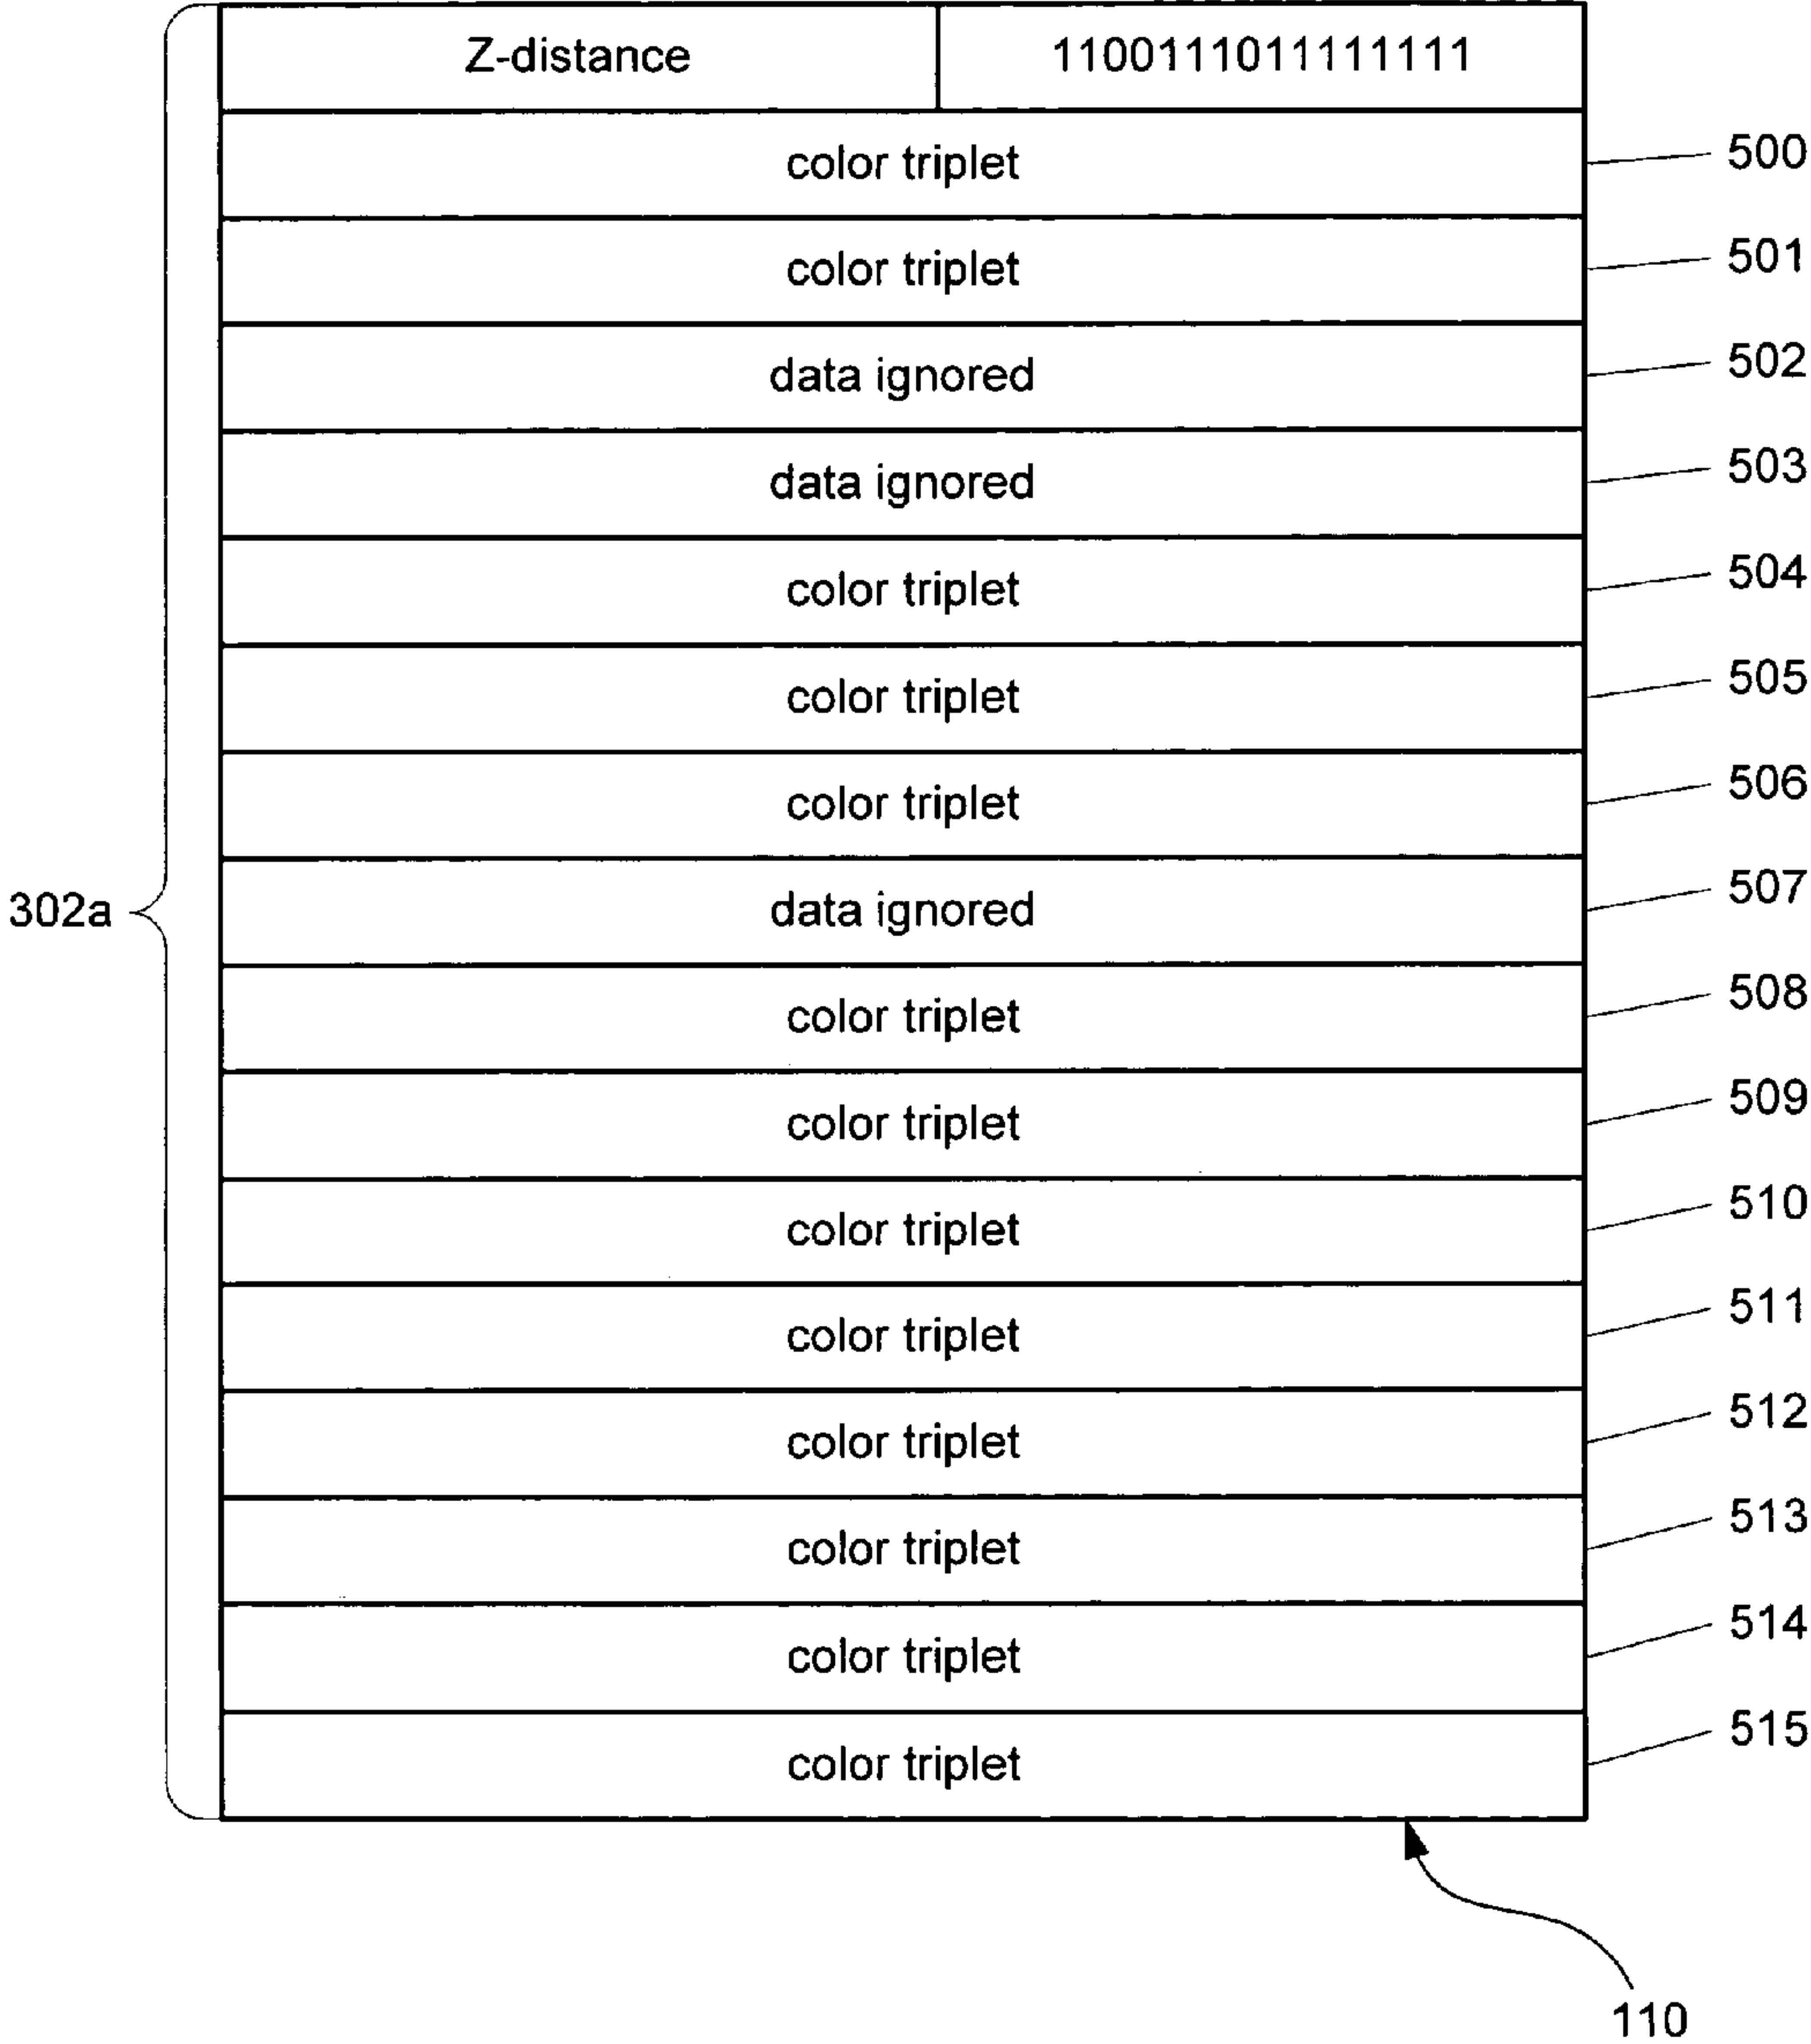 Z-distance 1100111011111111
color triplet 500
color triplet 501
data ignored 502
data ignored 503
color triplet 504
color triplet 505
color triplet 506
302a data ignored 507
color triplet 508
color triplet 509
color triplet 510
color triplet 511
color triplet 512
color triplet 513
color triplet 514
color triplet 515
110